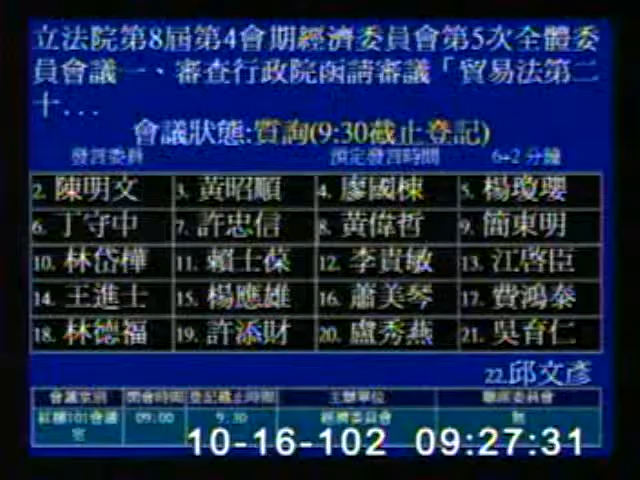 立法院第8屆第4會期經濟委員會第5次全體委
員會議一、審查行政院函請審議「貿易法第二
十...
會議狀態:質詢(9:30截止登記)
發言委員 預定發言時間 6+2 分鐘
2. 陳明文 3. 黃昭順 4. 廖國棟 5. 楊瓊瓔
6. 丁守中 7. 許忠信 8. 黃偉哲 9. 簡東明
10. 林岱樺 11. 賴士葆 12. 李貴敏 13. 江啓臣
14. 王進士 15. 楊應雄 16. 蕭美琴 17. 費鴻泰
18. 林德福 19. 許添財 20. 盧秀燕 21. 吳育仁
22.邱文彥
會議室別 開會時間 登記截止時間 主辦單位 聯席委員會
紅樓101會議 09:00 9:30 經濟委員會 無
室
10-16-102 09:27:31